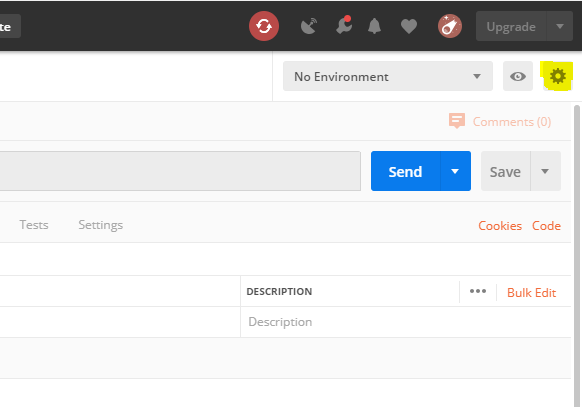 te Upgrade
No Environment
Comments (0)
Send Save
Tests Settings Cookies Code
DESCRIPTION Bulk Edit
Description